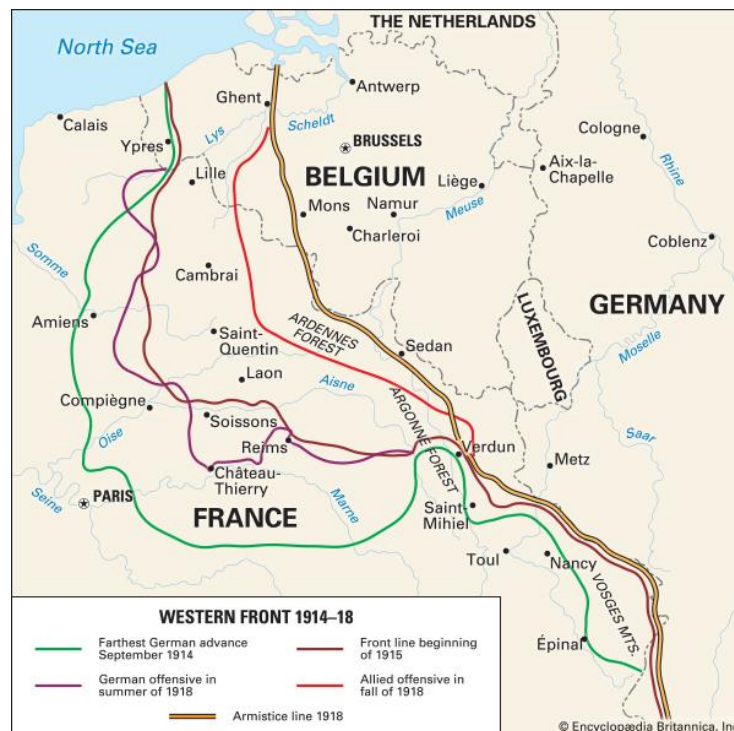 THE NETHERLANDS
North Sea
Antwerp
Ghent
Calais
Scheldt
Lys
Cologne
Ypres
BRUSSELS
Rhine
Aix-la-
Chapelle
Lille
BELGIUM
Liège
Mons
Namur
Meuse
Charleroi
Coblenz
Somme
Cambrai
LUXEMBOURG
GERMANY
Amiens
ARDENNES
FOREST
Saint-
Quentin
Sedan
Moselle
Laon
Aisne
Compiègne
ARGONNE FOREST
Soissons
Saar
Oise
Reims
Verdun
Metz
Château-
Thierry
Seine
PARIS
Marne
FRANCE
Saint-
Mihiel
Toul
Nancy
VOSGES MTS.
Épinal
WESTERN FRONT 1914–18
Farthest German advance
September 1914
Front line beginning
of 1915
German offensive in
summer of 1918
Allied offensive in
fall of 1918
Armistice line 1918
© Encyclopædia Britannica, Inc